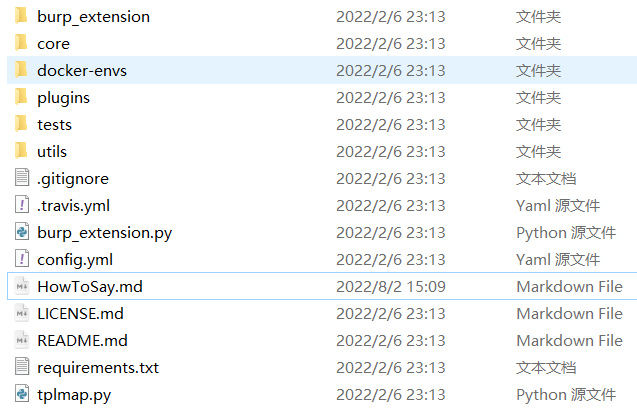 burp_extension 2022/2/6 23:13 文件夹
core 2022/2/6 23:13 文件夹
docker-envs 2022/2/6 23:13 文件夹
plugins 2022/2/6 23:13 文件夹
tests 2022/2/6 23:13 文件夹
utils 2022/2/6 23:13 文件夹
.gitignore 2022/2/6 23:13 文本文档
.travis.yml 2022/2/6 23:13 Yaml 源文件
burp_extension.py 2022/2/6 23:13 Python 源文件
config.yml 2022/2/6 23:13 Yaml 源文件
HowToSay.md 2022/8/2 15:09 Markdown File
LICENSE.md 2022/2/6 23:13 Markdown File
README.md 2022/2/6 23:13 Markdown File
requirements.txt 2022/2/6 23:13 文本文档
tplmap.py 2022/2/6 23:13 Python 源文件